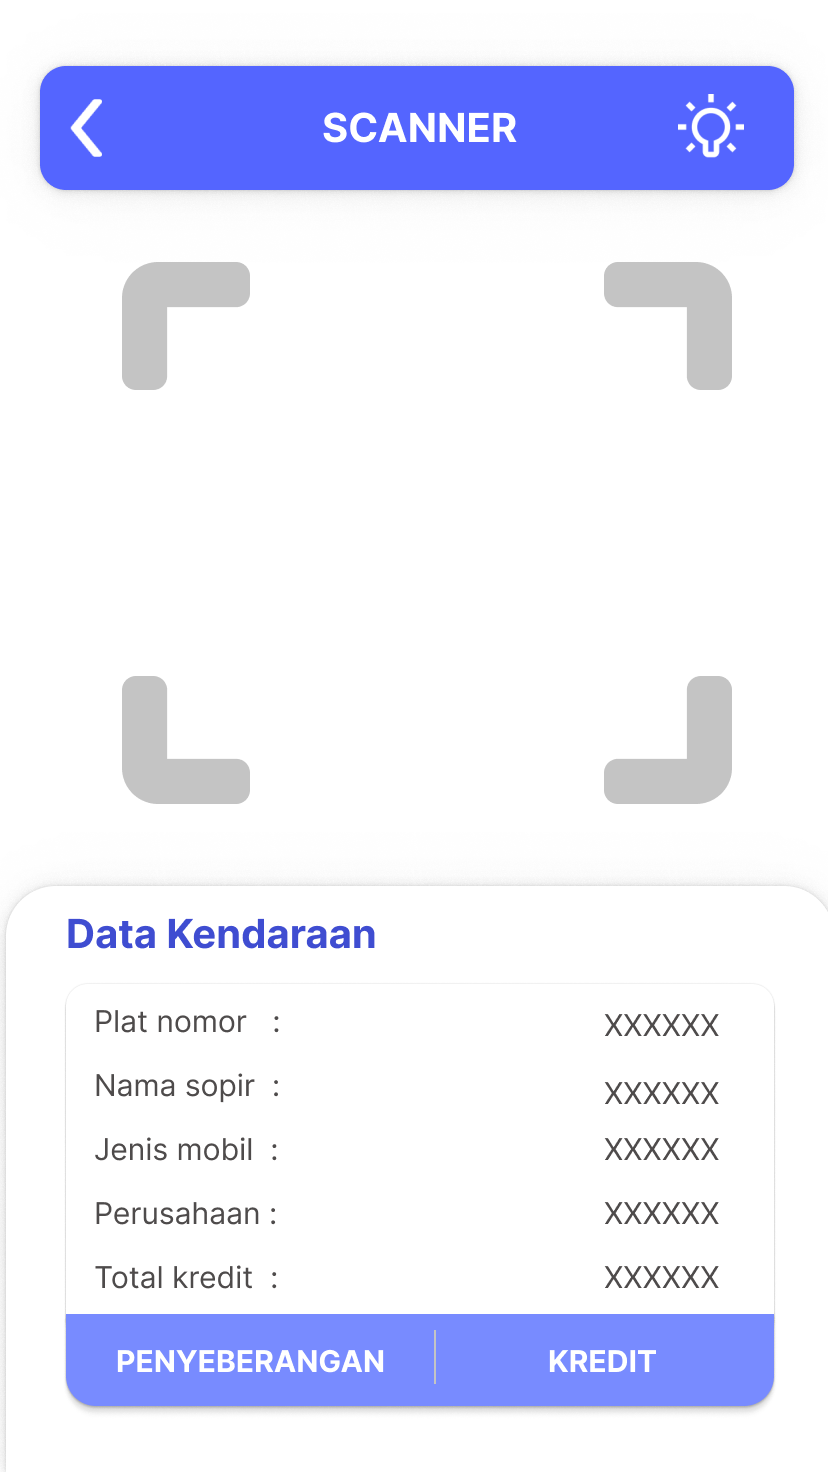 SCANNER
Data Kendaraan
Plat nomor : XXXXXX
Nama sopir : XXXXXX
Jenis mobil : XXXXXX
Perusahaan : XXXXXX
Total kredit : XXXXXX
PENYEBERANGAN KREDIT